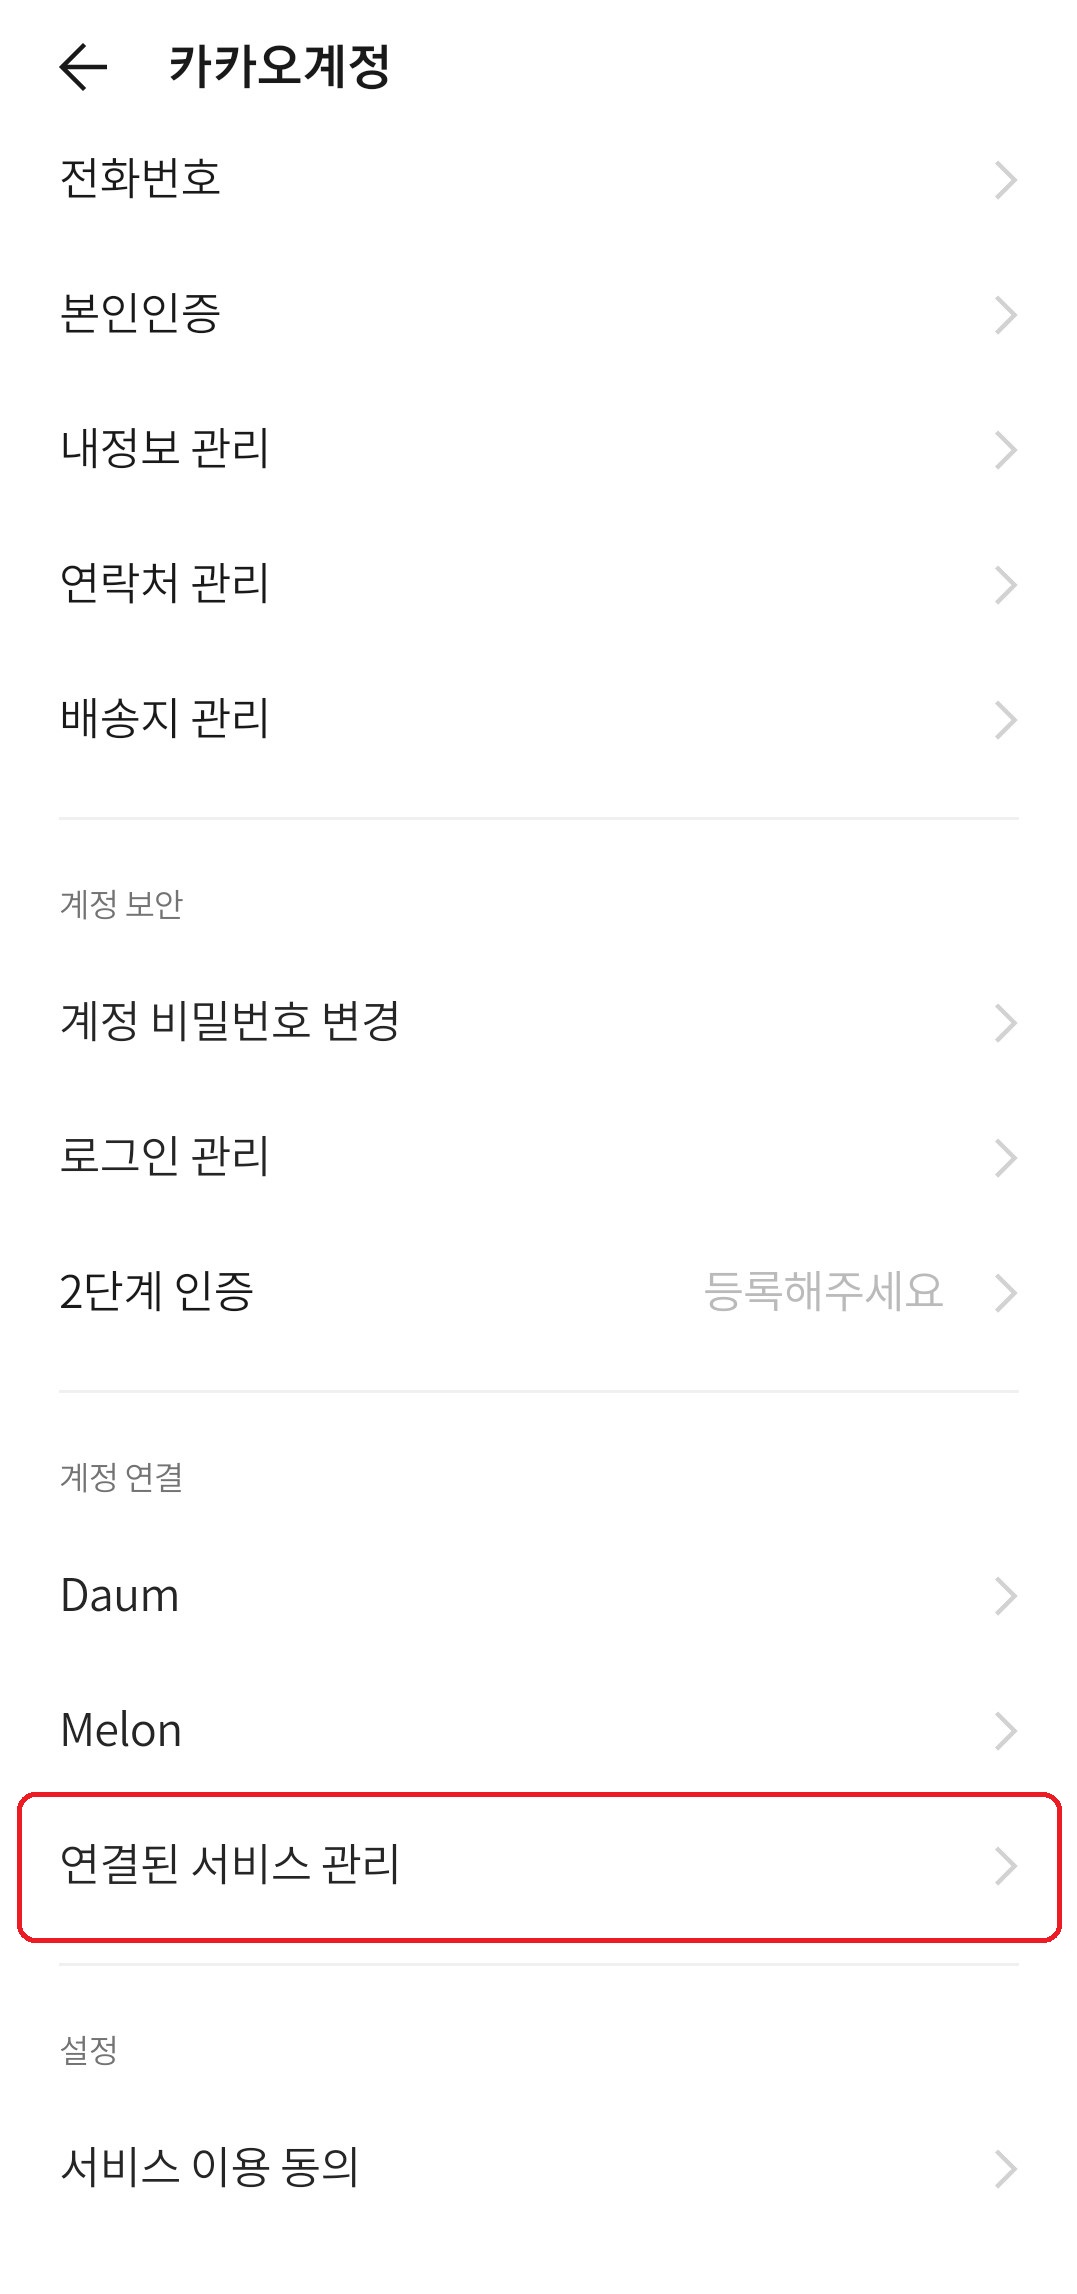 카카오계정
전화번호
본인인증
내정보 관리
연락처 관리
배송지 관리
계정 보안
계정 비밀번호 변경
로그인 관리
2단계 인증 등록해주세요
계정 연결
Daum
Melon
연결된 서비스 관리
설정
서비스 이용 동의